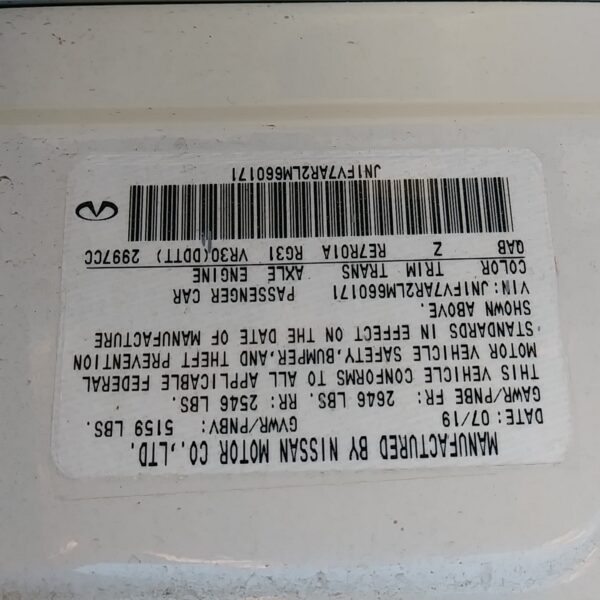 MANUFACTURED BY NISSAN MOTOR CO.,LTD.
DATE: 07/19 GVWR/PNBV: 5159 LBS.
GAWR/PNBE FR: 2646 LBS. RR: 2546 LBS.
THIS VEHICLE CONFORMS TO ALL APPLICABLE FEDERAL
MOTOR VEHICLE SAFETY,BUMPER,AND THEFT PREVENTION
STANDARDS IN EFFECT ON THE DATE OF MANUFACTURE
SHOWN ABOVE.
VIN:JN1FV7AR2LM660171 PASSENGER CAR
COLOR TRIM TRANS AXLE ENGINE
QAB Z RE7R01A RG31 VR30(DDTT) 2997CC
JN1FV7AR2LM660171